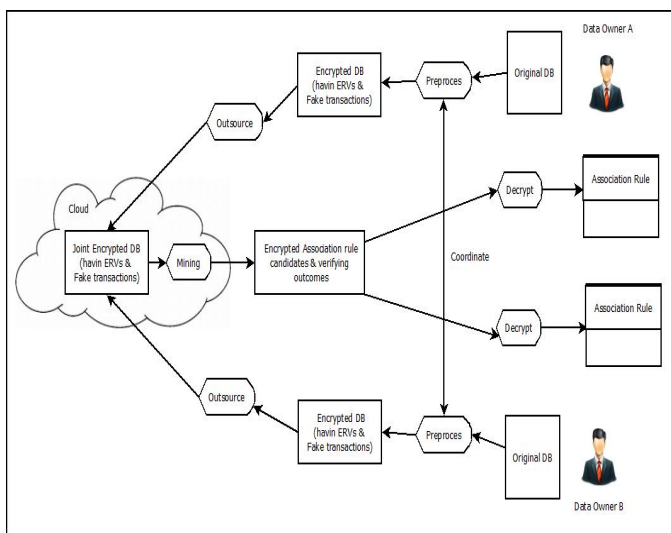 Data Owner A
Original DB
Preproces
Encrypted DB
(havin ERVs &
Fake transactions)
Outsource
Cloud
Joint Encrypted DB
(havin ERVs &
Fake transactions)
Mining
Encrypted Association rule
candidates & verifying
outcomes
Decrypt
Association Rule
Coordinate
Decrypt
Association Rule
Outsource
Encrypted DB
(havin ERVs &
Fake transactions)
Preproces
Original DB
Data Owner B